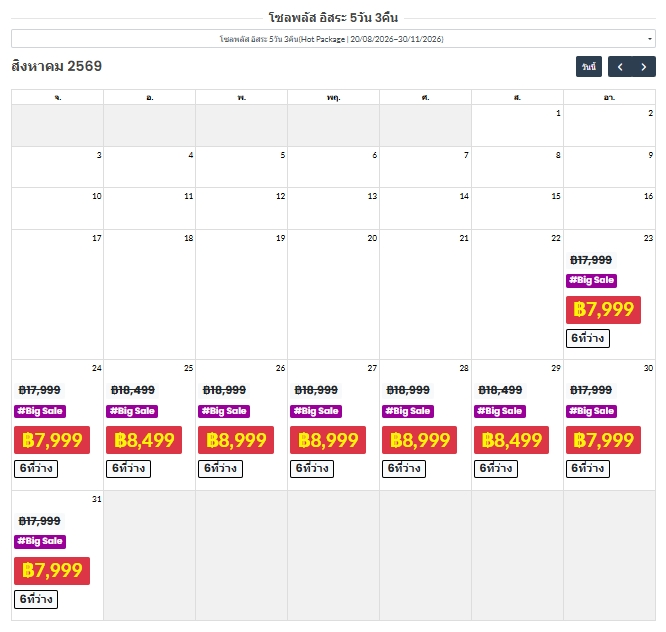 โซลพลัส อิสระ 5วัน 3คืน
โซลพลัส อิสระ 5วัน 3คืน(Hot Package | 20/08/2026-30/11/2026)
สิงหาคม 2569
วันนี้
จ. อ. พ. พฤ. ศ. ส. อา.
1 2
3 4 5 6 7 8 9
10 11 12 13 14 15 16
17 18 19 20 21 22 23
฿17,999
#Big Sale
฿7,999
6ที่ว่าง
24 25 26 27 28 29 30
฿17,999 ฿18,499 ฿18,999 ฿18,999 ฿18,999 ฿18,499 ฿17,999
#Big Sale #Big Sale #Big Sale #Big Sale #Big Sale #Big Sale #Big Sale
฿7,999 ฿8,499 ฿8,999 ฿8,999 ฿8,999 ฿8,499 ฿7,999
6ที่ว่าง 6ที่ว่าง 6ที่ว่าง 6ที่ว่าง 6ที่ว่าง 6ที่ว่าง 6ที่ว่าง
31
฿17,999
#Big Sale
฿7,999
6ที่ว่าง